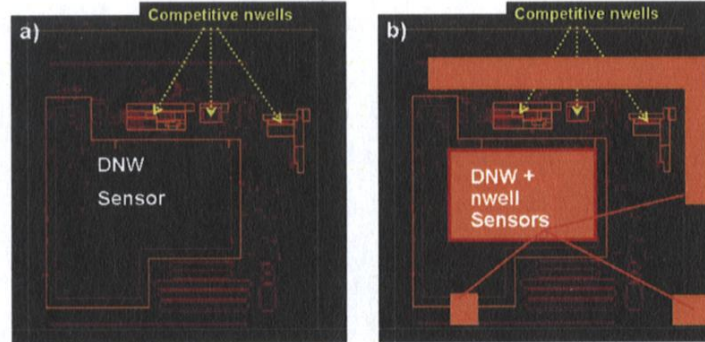 Competitive nwells
a)
DNW
Sensor
Competitive nwells
b)
DNW +
nwell
Sensors